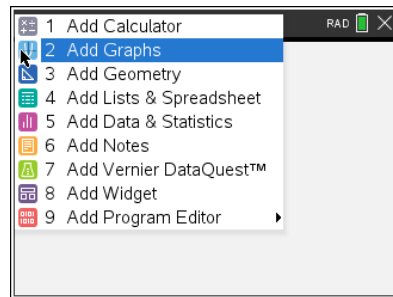 1 Add Calculator
RAD
2 Add Graphs
3 Add Geometry
4 Add Lists & Spreadsheet
5 Add Data & Statistics
6 Add Notes
7 Add Vernier DataQuest™
8 Add Widget
9 Add Program Editor